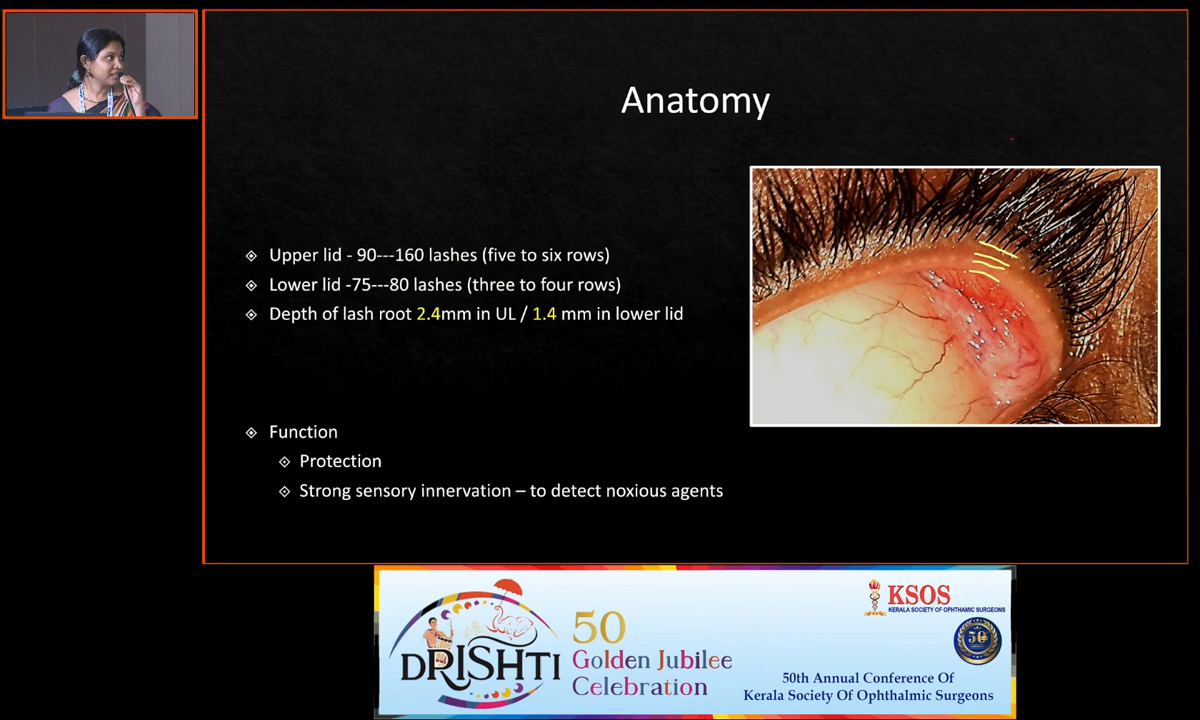 Anatomy
Upper lid - 90---160 lashes (five to six rows)
Lower lid -75---80 lashes (three to four rows)
Depth of lash root 2.4mm in UL / 1.4 mm in lower lid
Function
Protection
Strong sensory innervation – to detect noxious agents
DRISHTI
50
Golden Jubilee
Celebration
KSOS
KERALA SOCIETY OF OPHTHAMIC SURGEONS
50
50th Annual Conference Of
Kerala Society Of Ophthalmic Surgeons